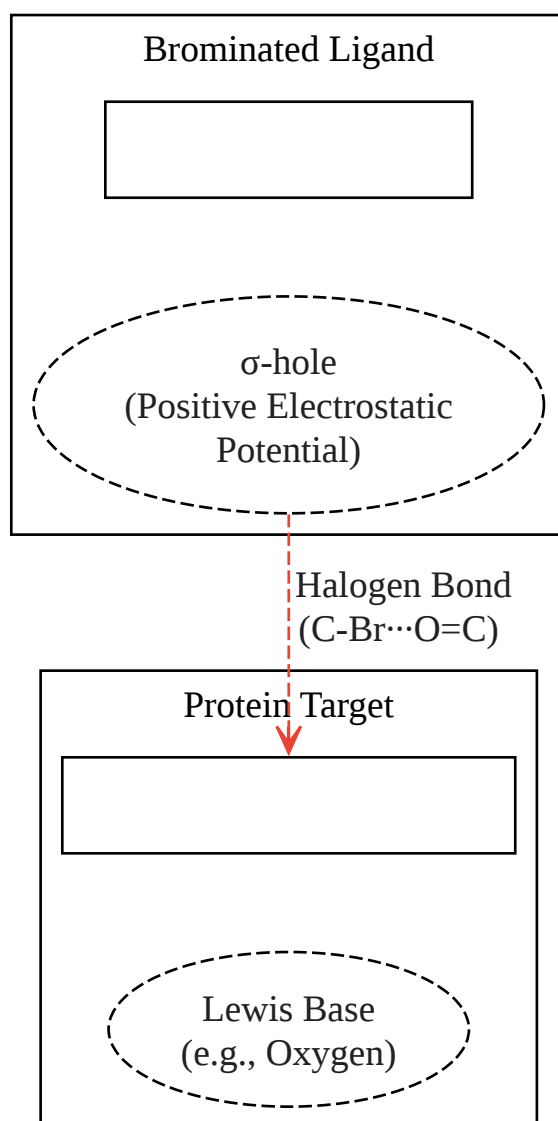 Brominated Ligand
σ-hole
(Positive Electrostatic
Potential)
Halogen Bond
(C-Br···O=C)
Protein Target
Lewis Base
(e.g., Oxygen)